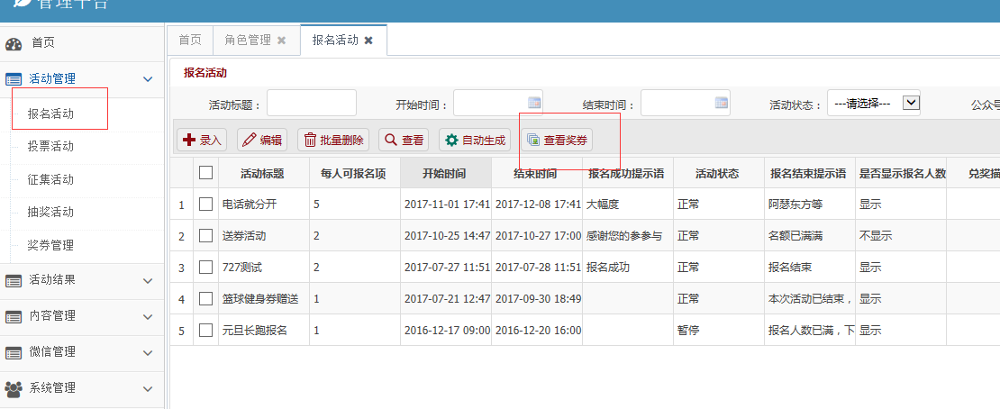 管理平台
首页
活动管理
报名活动
投票活动
征集活动
抽奖活动
奖券管理
活动结果
内容管理
微信管理
系统管理
首页 角色管理 报名活动
报名活动
活动标题： 开始时间： 结束时间： 活动状态： ---请选择--- 公众号
录入 编辑 批量删除 查看 自动生成 查看奖券
活动标题 每人可报名项 开始时间 结束时间 报名成功提示语 活动状态 报名结束提示语 是否显示报名人数 兑奖描
1 电话就分开 5 2017-11-01 17:41 2017-12-08 17:41 大幅度 正常 阿瑟东方等 显示
2 送券活动 2 2017-10-25 14:47 2017-10-27 17:00 感谢您的参参与 正常 名额已满满 不显示
3 727测试 2 2017-07-27 11:51 2017-07-28 11:51 报名成功 正常 报名结束 显示
4 篮球健身券赠送 1 2017-07-21 12:47 2017-09-30 18:49 正常 本次活动已结束， 显示
5 元旦长跑报名 1 2016-12-17 09:00 2016-12-20 16:00 暂停 报名人数已满，下 显示